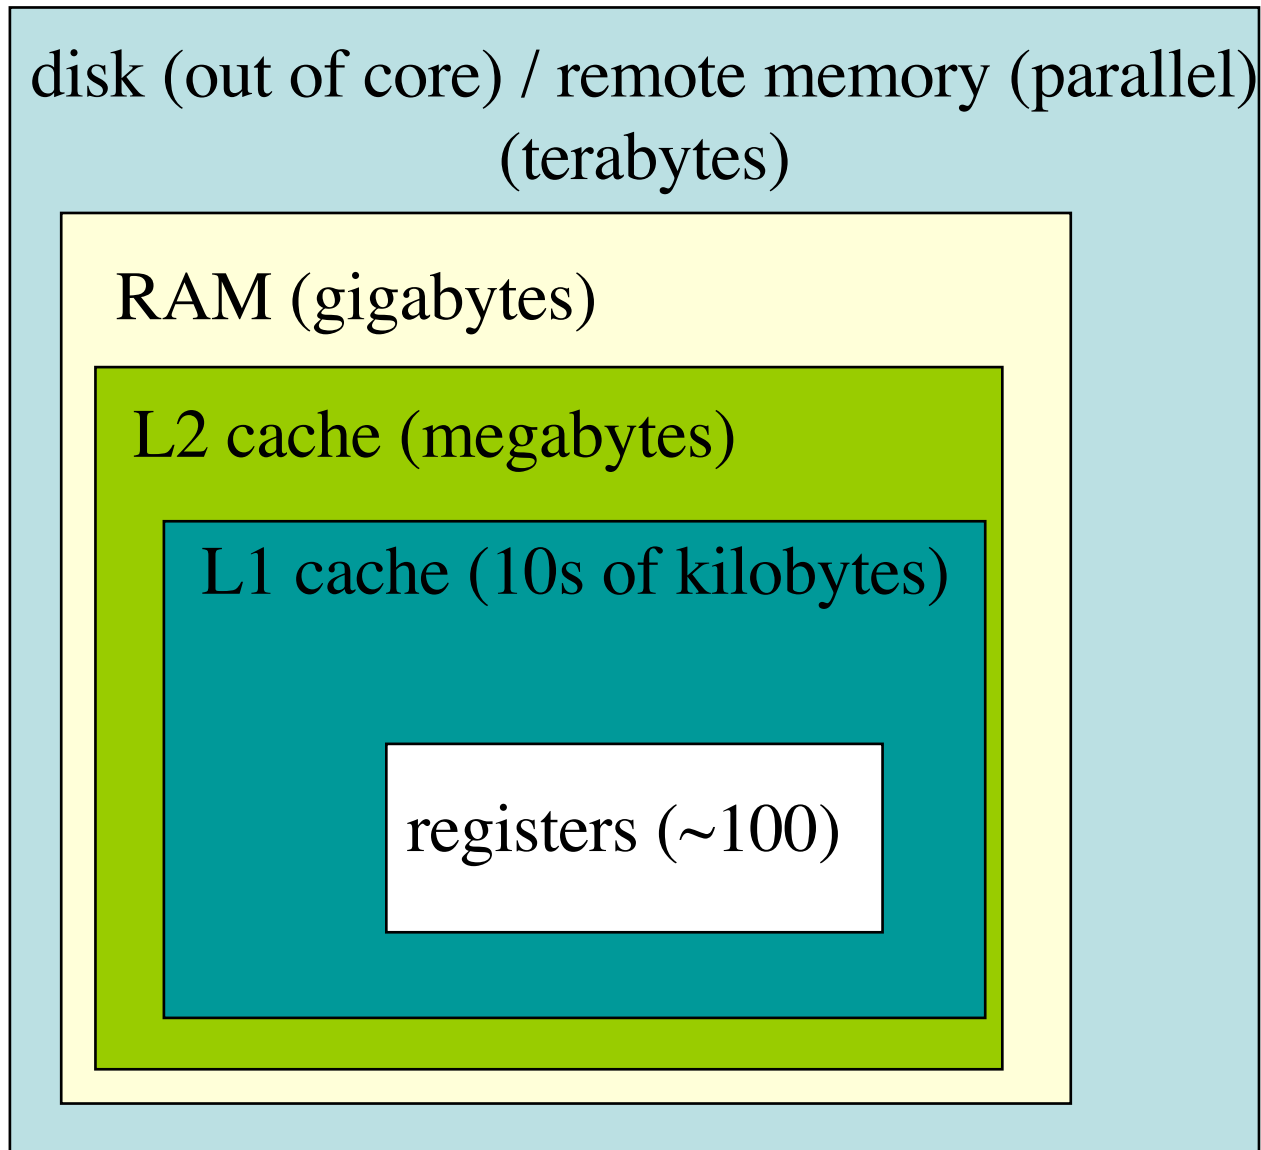 disk (out of core) / remote memory (parallel)
(terabytes)
RAM (gigabytes)
L2 cache (megabytes)
L1 cache (10s of kilobytes)
registers (~100)